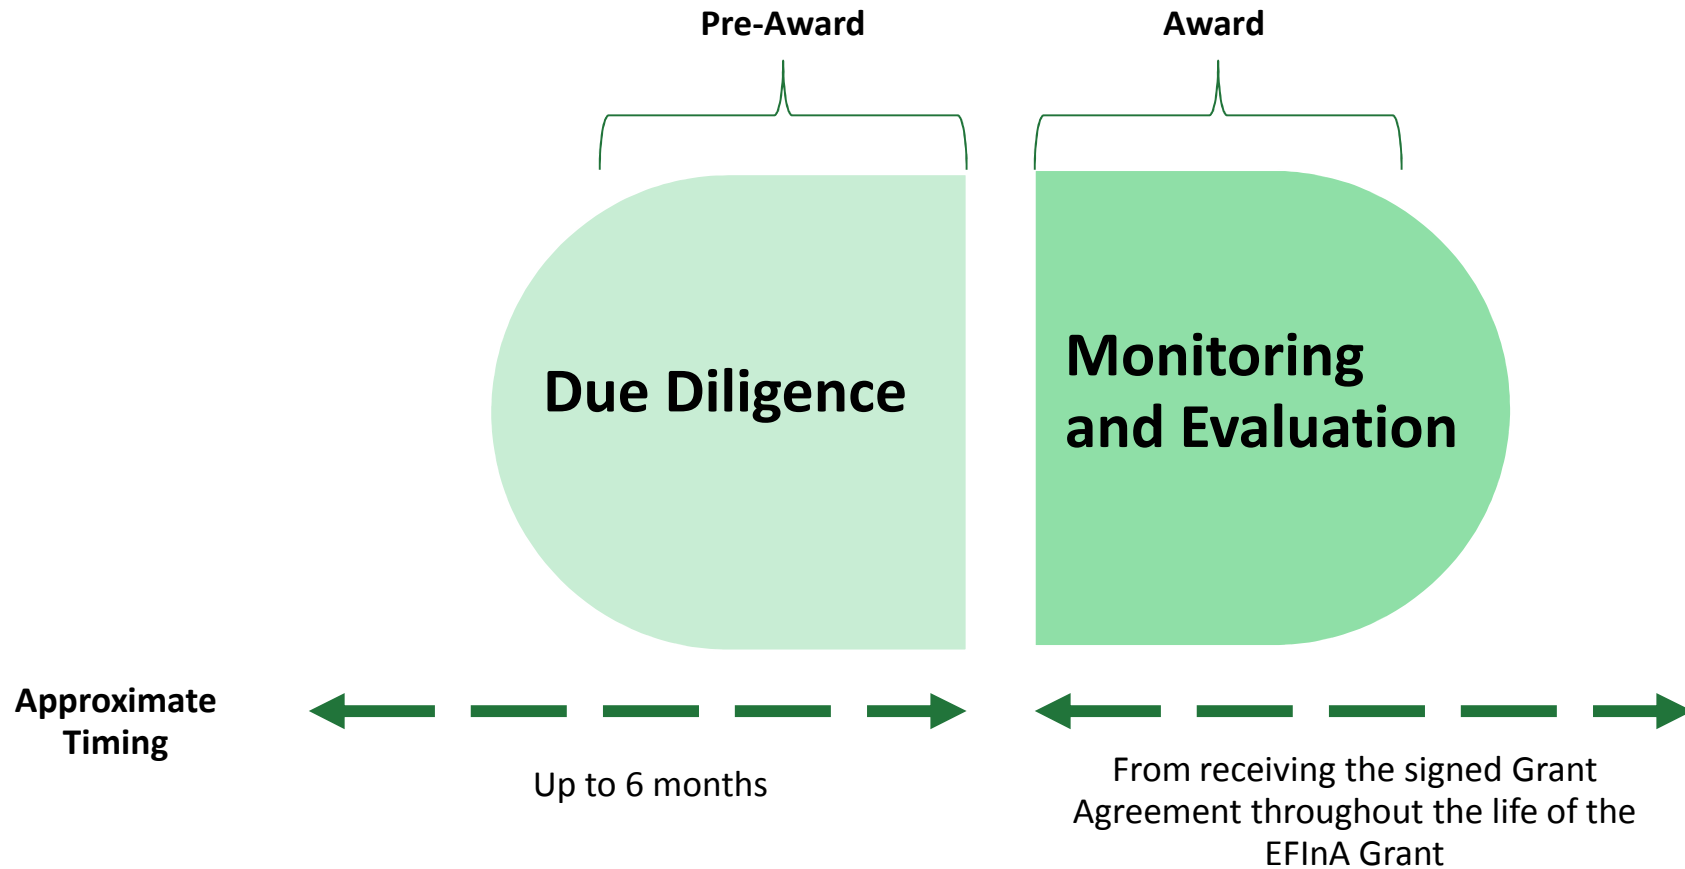 Pre-Award
Award
Due Diligence
Monitoring
and Evaluation
Approximate
Timing
Up to 6 months
From receiving the signed Grant
Agreement throughout the life of the
EFInA Grant